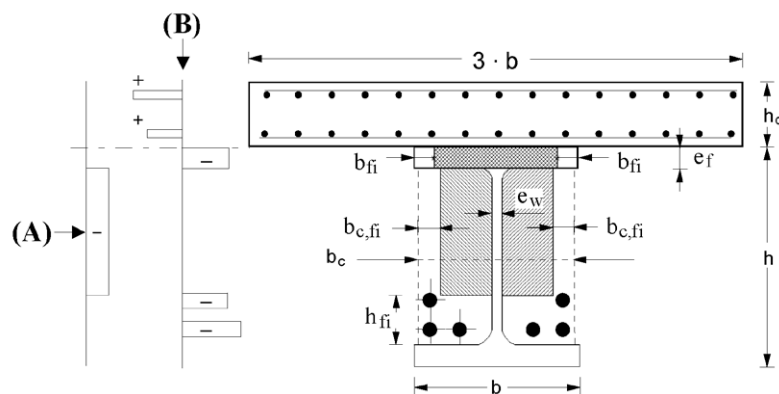 (B)
3 · b
+
+
h_c
b_fi
b_fi
e_f
−
e_w
(A)
−
b_c,fi
b_c,fi
b_c
h
h_fi
−
−
b